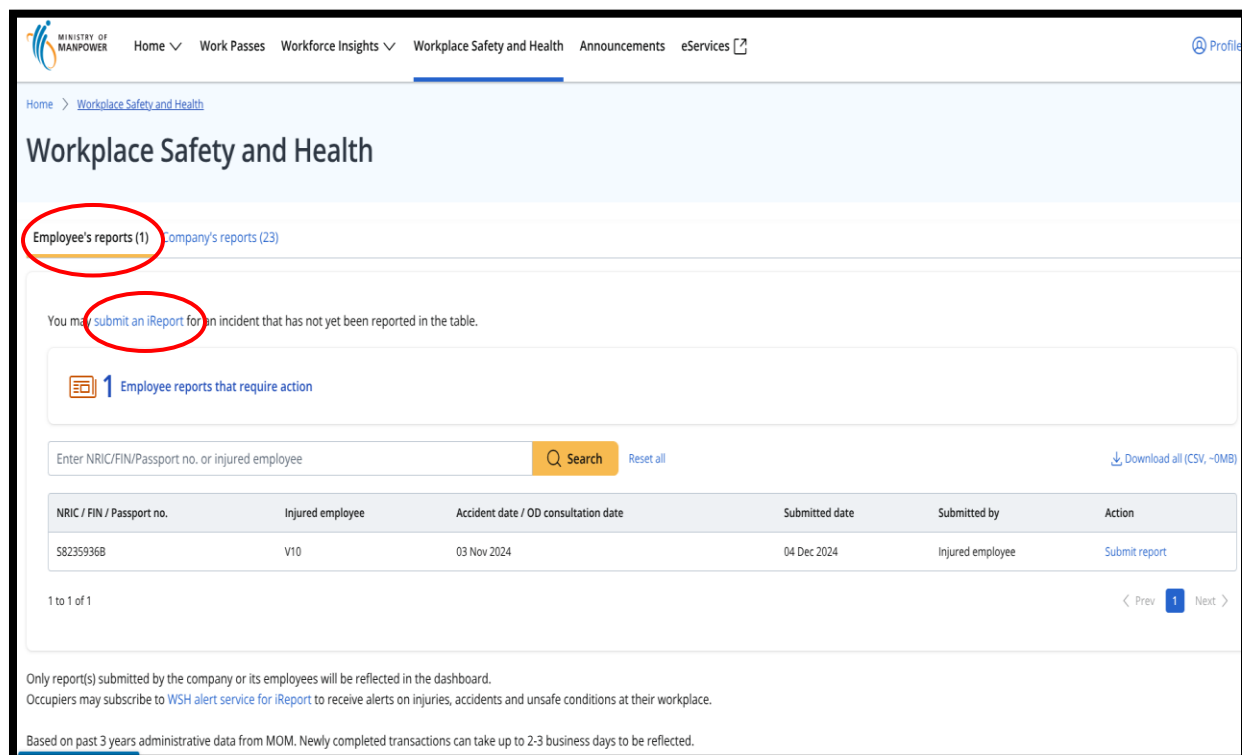 MINISTRY OF
MANPOWER
Home Work Passes Workforce Insights Workplace Safety and Health Announcements eServices Profile
Home > Workplace Safety and Health
Workplace Safety and Health
Employee's reports (1) Company's reports (23)
You may submit an iReport for an incident that has not yet been reported in the table.
1 Employee reports that require action
Enter NRIC/FIN/Passport no. or injured employee Search Reset all Download all (CSV, ~0MB)
NRIC / FIN / Passport no. Injured employee Accident date / OD consultation date Submitted date Submitted by Action
S8235936B V10 03 Nov 2024 04 Dec 2024 Injured employee Submit report
1 to 1 of 1 < Prev 1 Next >
Only report(s) submitted by the company or its employees will be reflected in the dashboard.
Occupiers may subscribe to WSH alert service for iReport to receive alerts on injuries, accidents and unsafe conditions at their workplace.
Based on past 3 years administrative data from MOM. Newly completed transactions can take up to 2-3 business days to be reflected.